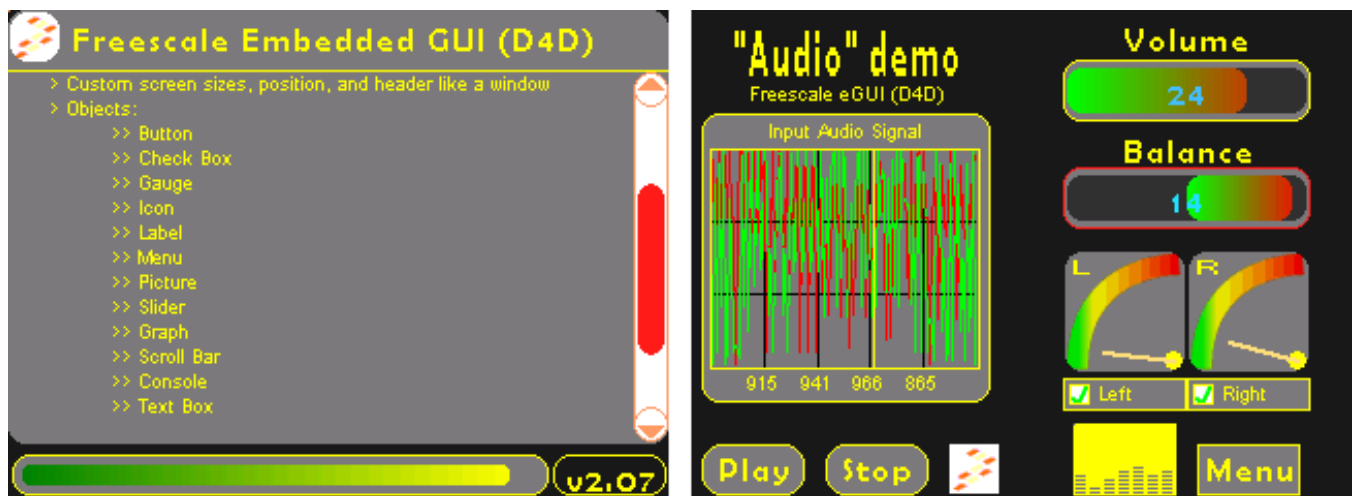 Freescale Embedded GUI (D4D)
> Custom screen sizes, position, and header like a window
> Objects:
>> Button
>> Check Box
>> Gauge
>> Icon
>> Label
>> Menu
>> Picture
>> Slider
>> Graph
>> Scroll Bar
>> Console
>> Text Box
v2.07
"Audio" demo
Freescale eGUI (D4D)
Input Audio Signal
915 941 966 865
Play
Stop
Volume
24
Balance
14
L
R
Left
Right
Menu